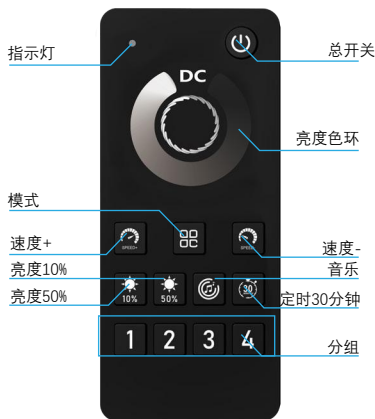 指示灯
总开关
DC
亮度色环
模式
SPEED+
SPEED-
速度+
速度-
亮度10%
音乐
10%
50%
30
亮度50%
定时30分钟
1 2 3 4
分组